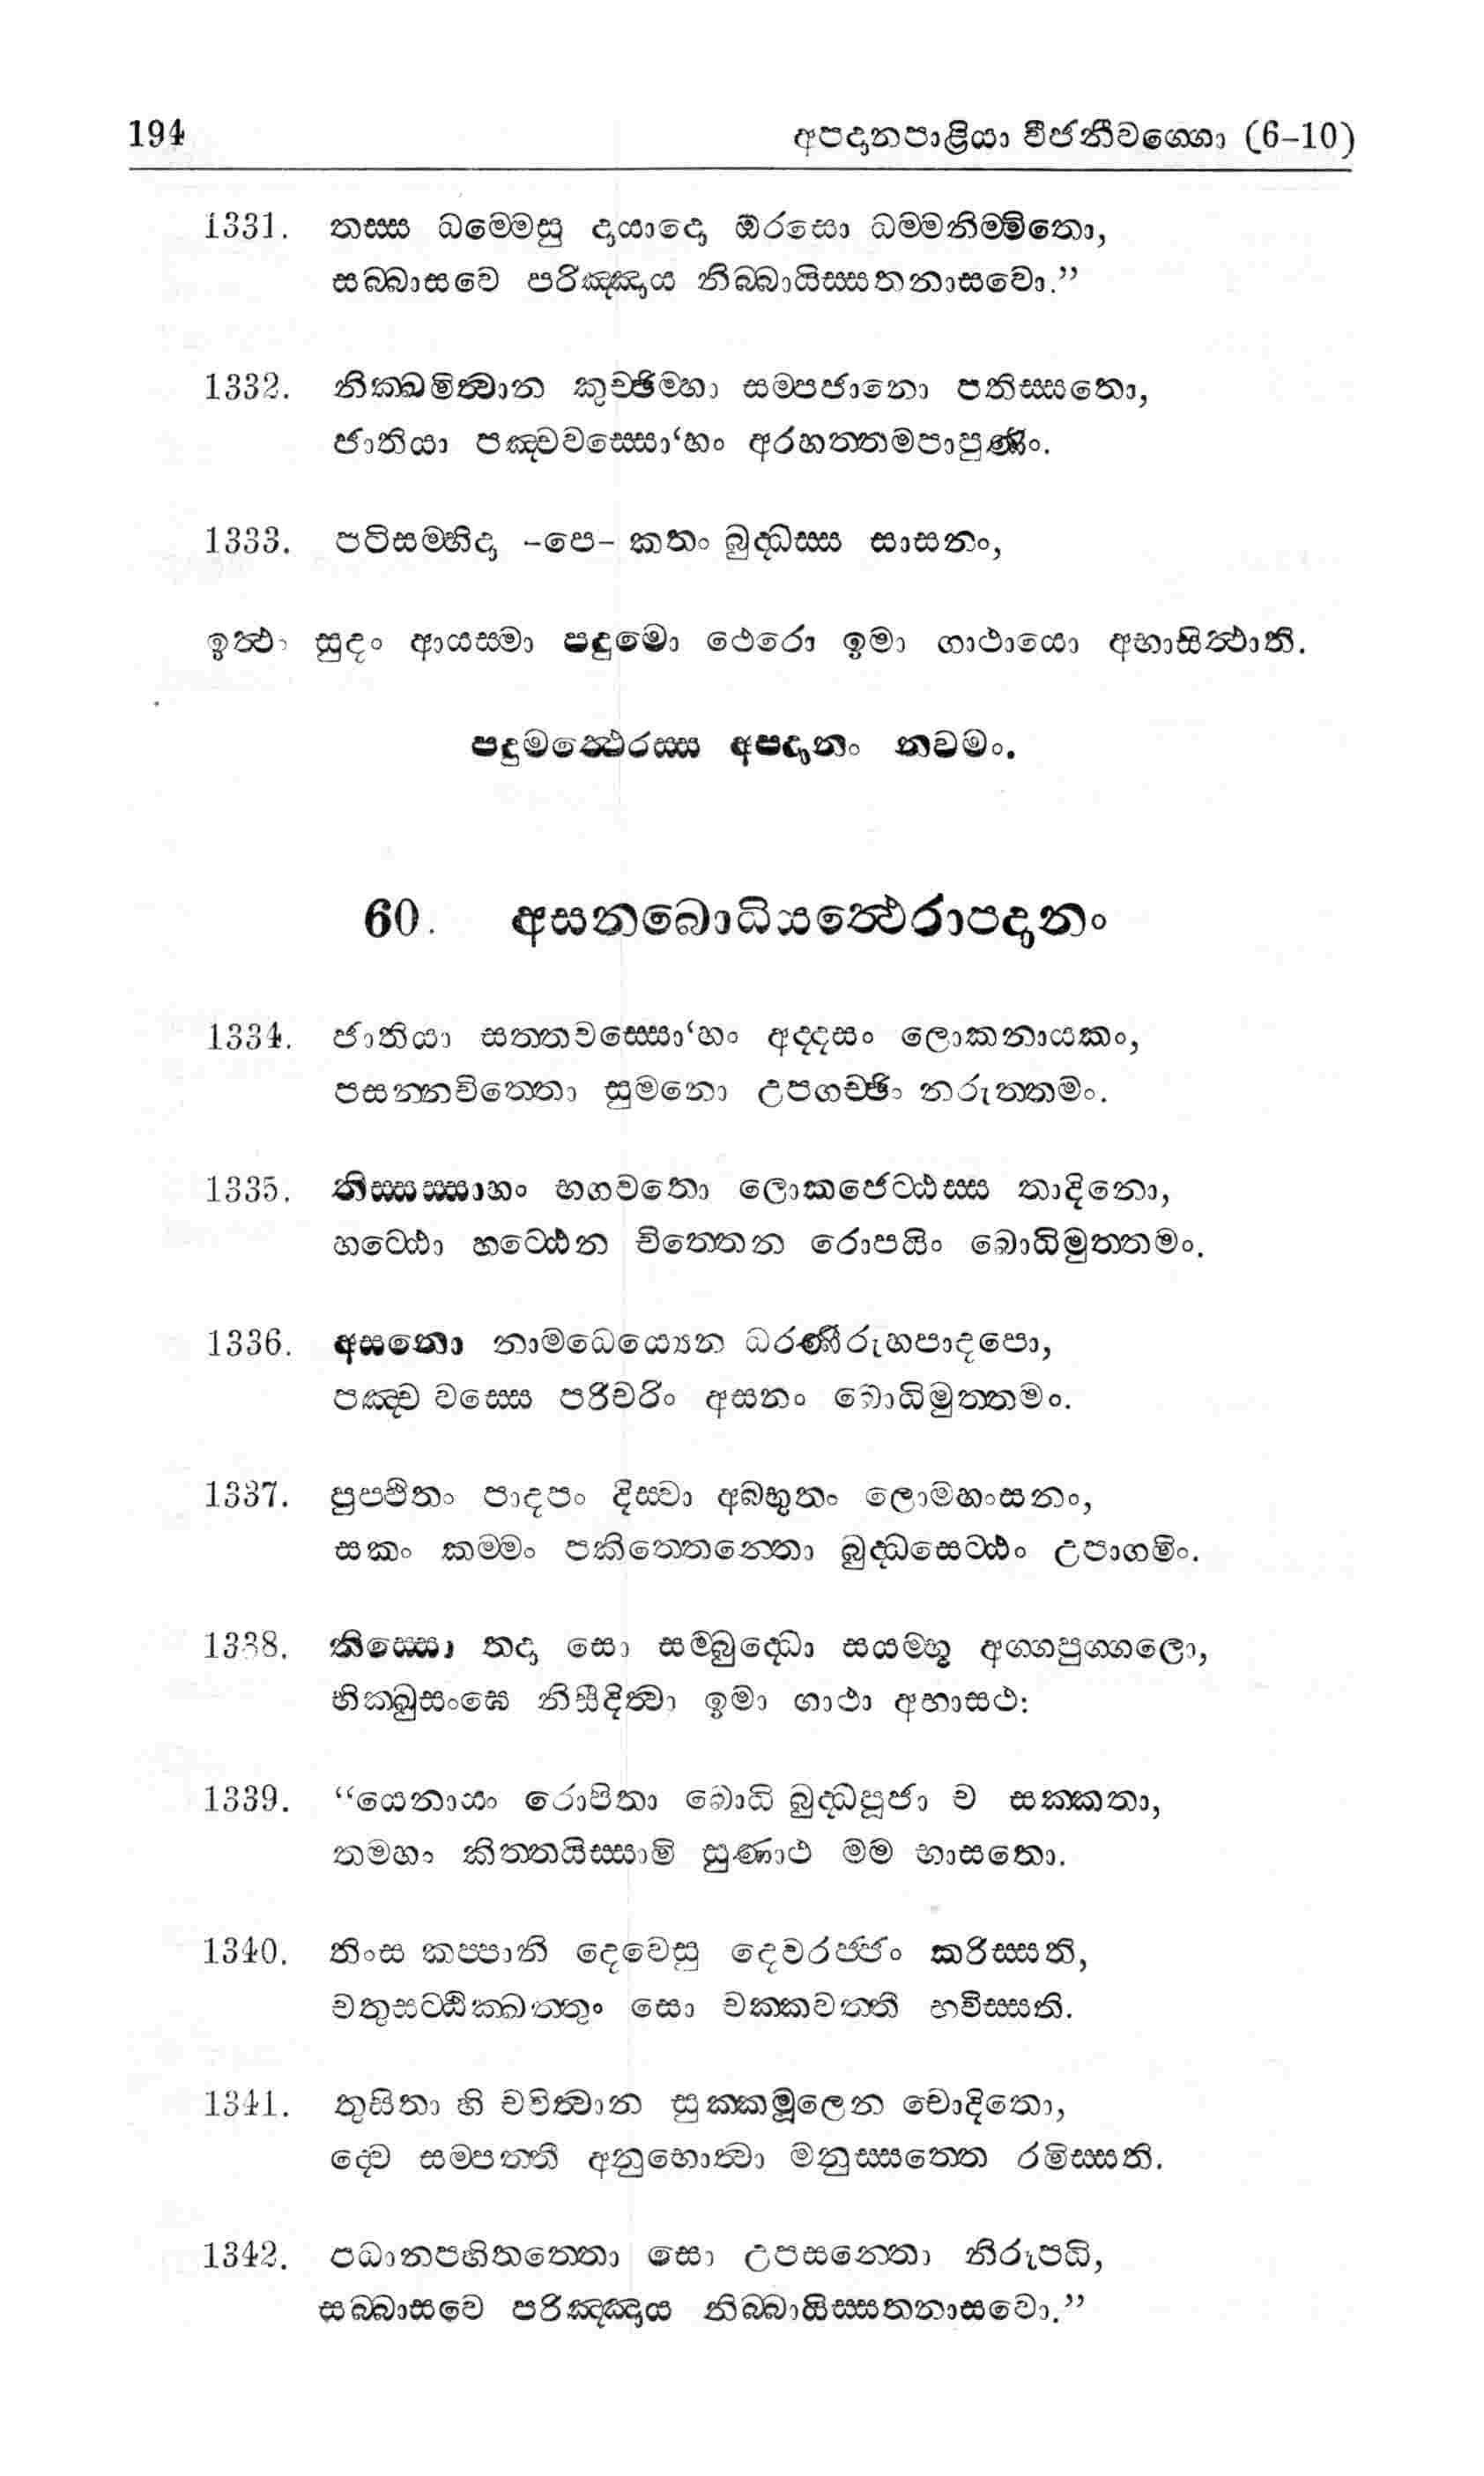 194 අපදානපාළියා වීජනීවග්ගො (6–10)
1331. තස්ස ධම්මෙසු දායාදො ඔරසො ධම්මනිම්මිතො,
සබ්බාසවෙ පරිඤ්ඤාය නිබ්බායිස්සතනාසවො.”
1332. නික්ඛමිත්වාන කුච්ඡිම්හා සම්පජානො පතිස්සතො,
ජාතියා පඤ්චවස්සො‘හං අරහත්තමපාපුණිං.
1333. පටිසම්භිදා –පෙ– කතං බුද්ධස්ස සාසනං,
ඉත්ථං සුදං ආයස්මා පදුමො ථෙරො ඉමා ගාථායො අභාසිත්ථාති.
පදුමත්ථෙරස්ස අපදානං නවමං.
60. අසනබොධියත්ථෙරාපදානං
1334. ජාතියා සත්තවස්සො‘හං අද්දසං ලොකනායකං,
පසන්නචිත්තො සුමනො උපගච්ඡිං නරුත්තමං.
1335. තිස්සස්සාහං භගවතො ලොකජෙට්ඨස්ස තාදිනො,
හට්ඨො හට්ඨෙන චිත්තෙන රොපයිං බොධිමුත්තමං.
1336. අසනො නාමධෙය්‍යෙන ධරණීරුහපාදපො,
පඤ්ච වස්සෙ පරිචරිං අසනං බොධිමුත්තමං.
1337. පුප්ඵිතං පාදපං දිස්වා අබ්භුතං ලොමහංසනං,
සකං කම්මං පකිත්තෙන්තො බුද්ධසෙට්ඨං උපාගමිං.
1338. තිස්සො තදා සො සම්බුද්ධො සයම්භූ අග්ගපුග්ගලො,
භික්ඛුසංඝෙ නිසීදිත්වා ඉමා ගාථා අභාසථ:
1339. “යෙනායං රොපිතා බොධි බුද්ධපූජා ච සක්කතා,
තමහං කිත්තයිස්සාමි සුණාථ මම භාසතො.
1340. තිංස කප්පානි දෙවෙසු දෙවරජ්ජං කරිස්සති,
චතුසට්ඨික්ඛත්තුං සො චක්කවත්තී භවිස්සති.
1341. තුසිතා හි චවිත්වාන සුක්කමූලෙන චොදිතො,
ද්වෙ සම්පත්තී අනුභොත්වා මනුස්සත්තෙ රමිස්සති.
1342. පධානපහිතත්තො සො උපසන්තො නිරූපධි,
සබ්බාසවෙ පරිඤ්ඤාය නිබ්බායිස්සතනාසවො.”